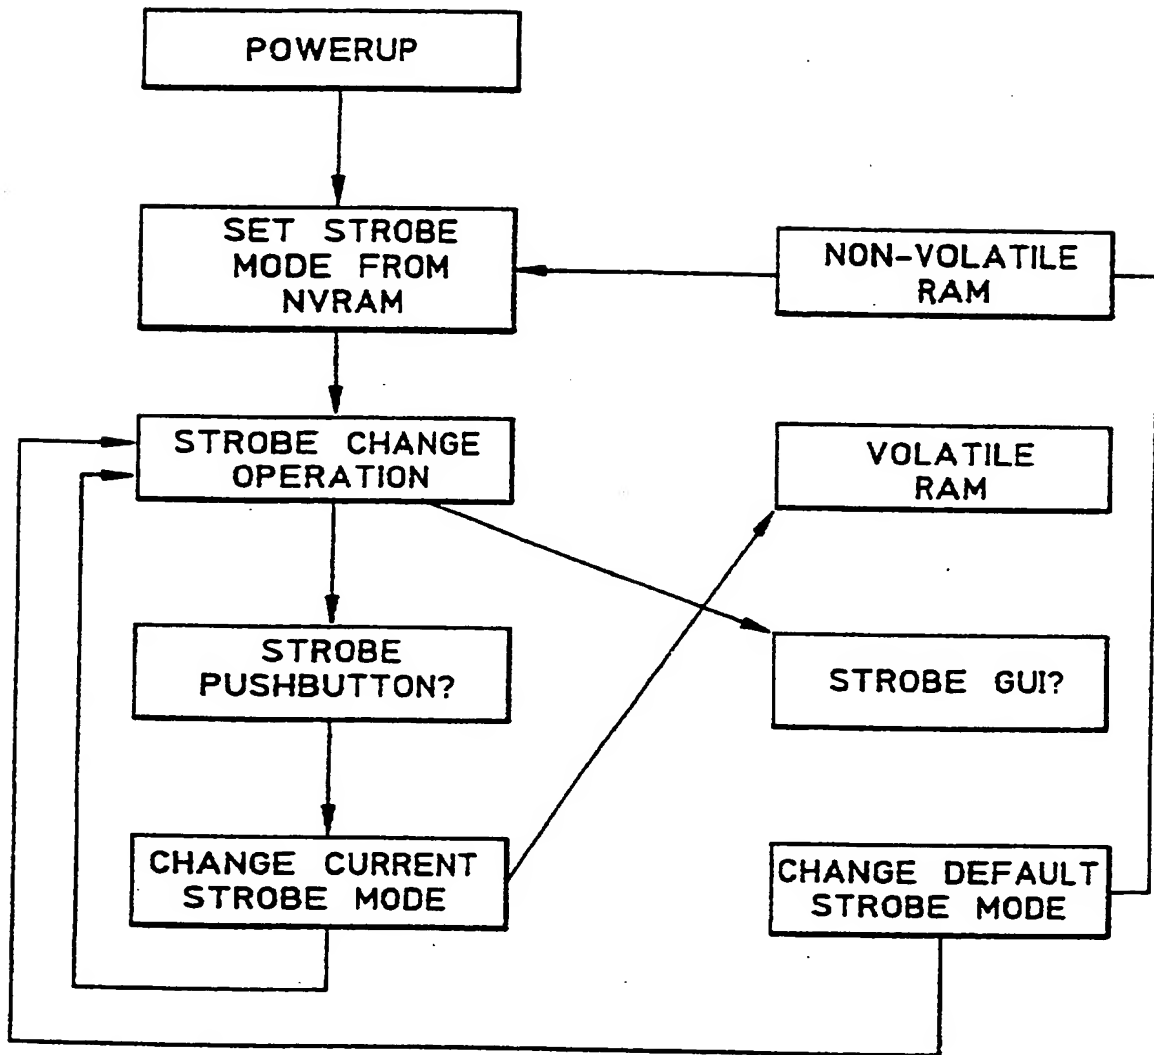 POWERUP
SET STROBE
MODE FROM
NVRAM
NON-VOLATILE
RAM
STROBE CHANGE
OPERATION
VOLATILE
RAM
STROBE
PUSHBUTTON?
STROBE GUI?
CHANGE CURRENT
STROBE MODE
CHANGE DEFAULT
STROBE MODE